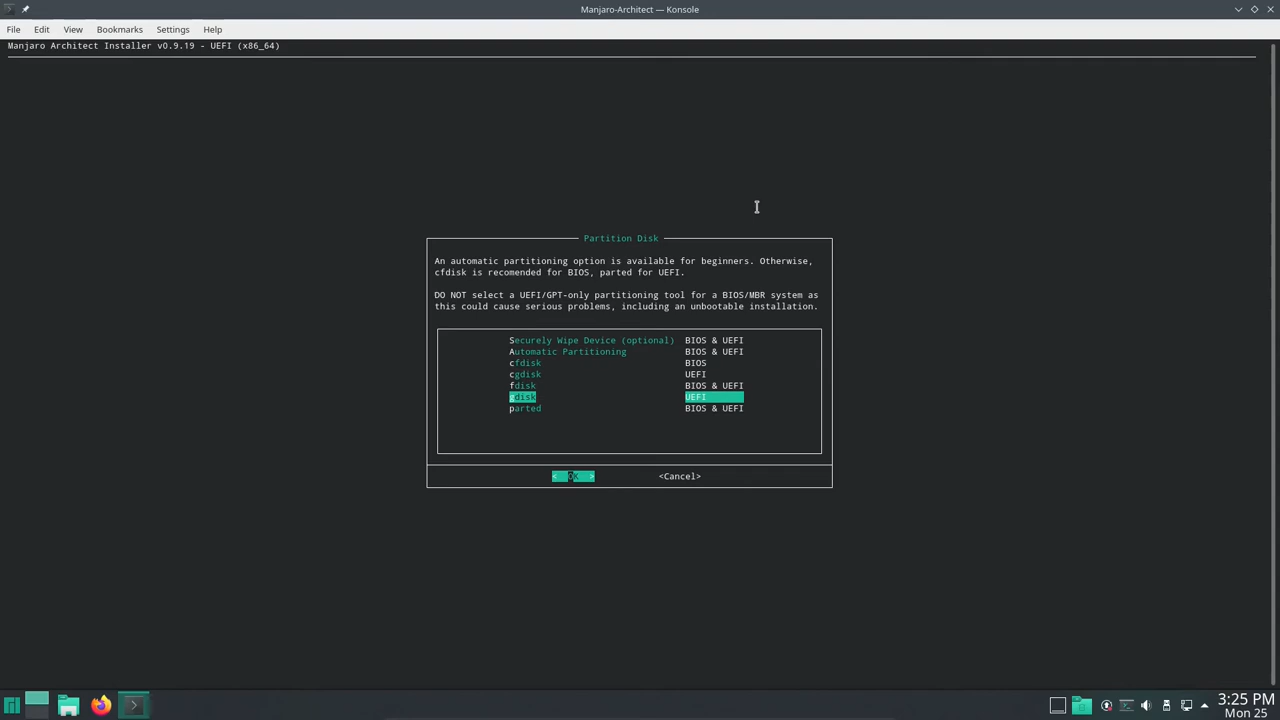 Manjaro-Architect — Konsole
File Edit View Bookmarks Settings Help
Manjaro Architect Installer v0.9.19 - UEFI (x86_64)
Partition Disk
An automatic partitioning option is available for beginners. Otherwise,
cfdisk is recomended for BIOS, parted for UEFI.
DO NOT select a UEFI/GPT-only partitioning tool for a BIOS/MBR system as
this could cause serious problems, including an unbootable installation.
Securely Wipe Device (optional) BIOS & UEFI
Automatic Partitioning BIOS & UEFI
cfdisk BIOS
cgdisk UEFI
fdisk BIOS & UEFI
gdisk UEFI
parted BIOS & UEFI
< OK > <Cancel>
3:25 PM
Mon 25